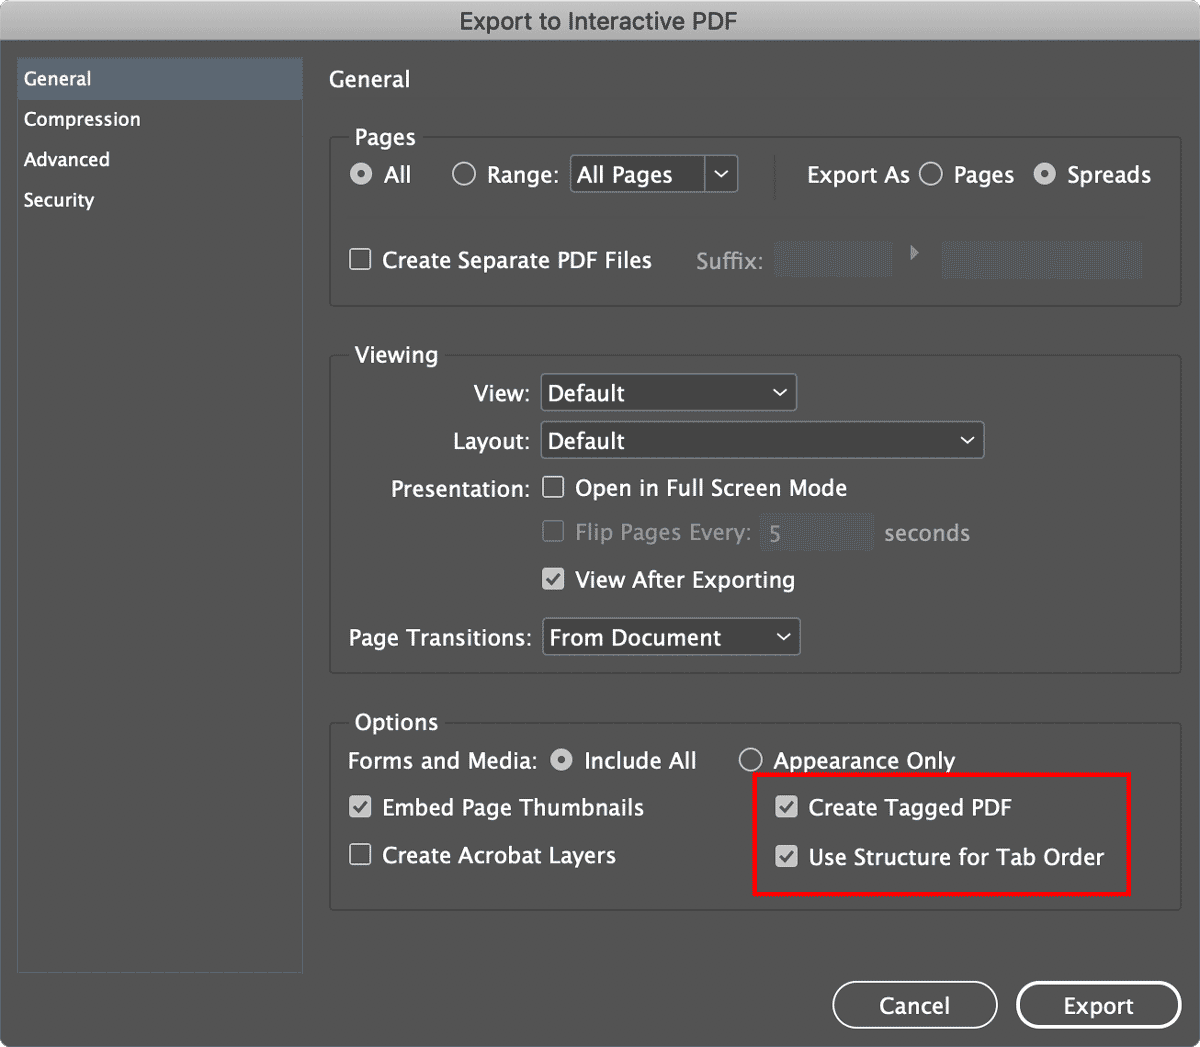 Export to Interactive PDF
General
Compression
Advanced
Security
General
Pages
All Range: All Pages Export As Pages Spreads
Create Separate PDF Files Suffix:
Viewing
View: Default
Layout: Default
Presentation: Open in Full Screen Mode
Flip Pages Every: 5 seconds
View After Exporting
Page Transitions: From Document
Options
Forms and Media: Include All Appearance Only
Embed Page Thumbnails Create Tagged PDF
Create Acrobat Layers Use Structure for Tab Order
Cancel Export